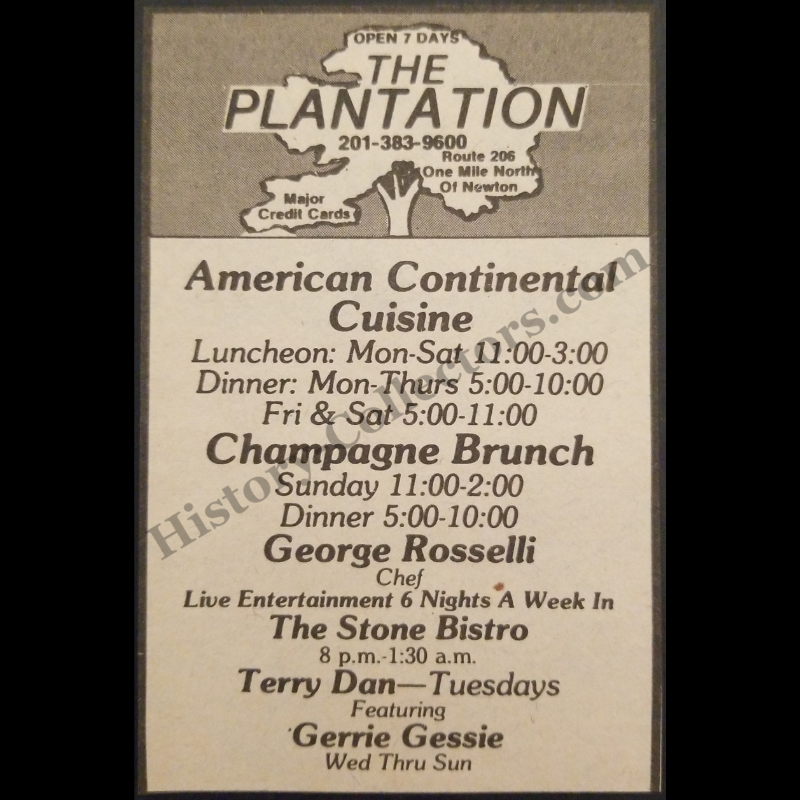 OPEN 7 DAYS
THE
PLANTATION
201-383-9600
Route 206
One Mile North
Of Newton
Major
Credit Cards
American Continental
Cuisine
Luncheon: Mon-Sat 11:00-3:00
Dinner: Mon-Thurs 5:00-10:00
Fri & Sat 5:00-11:00
Champagne Brunch
Sunday 11:00-2:00
Dinner 5:00-10:00
George Rosselli
Chef
Live Entertainment 6 Nights A Week In
The Stone Bistro
8 p.m.-1:30 a.m.
Terry Dan—Tuesdays
Featuring
Gerrie Gessie
Wed Thru Sun
History Collectors.com